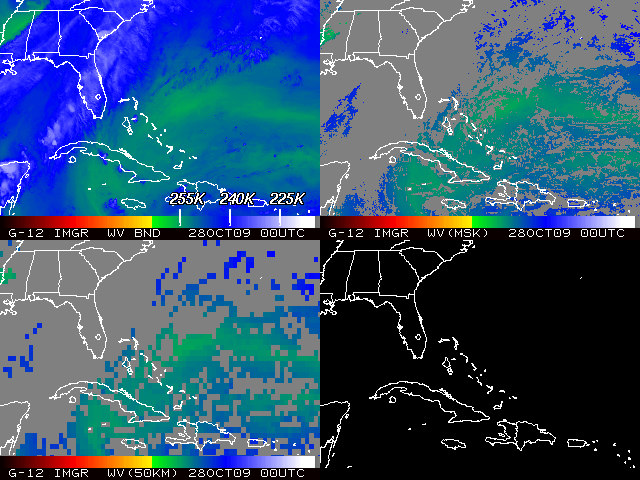 255K 240K 225K
G-12 IMGR WV BND 28OCT09 00UTC
G-12 IMGR WV(MSK) 28OCT09 00UTC
G-12 IMGR WV(50KM) 28OCT09 00UTC